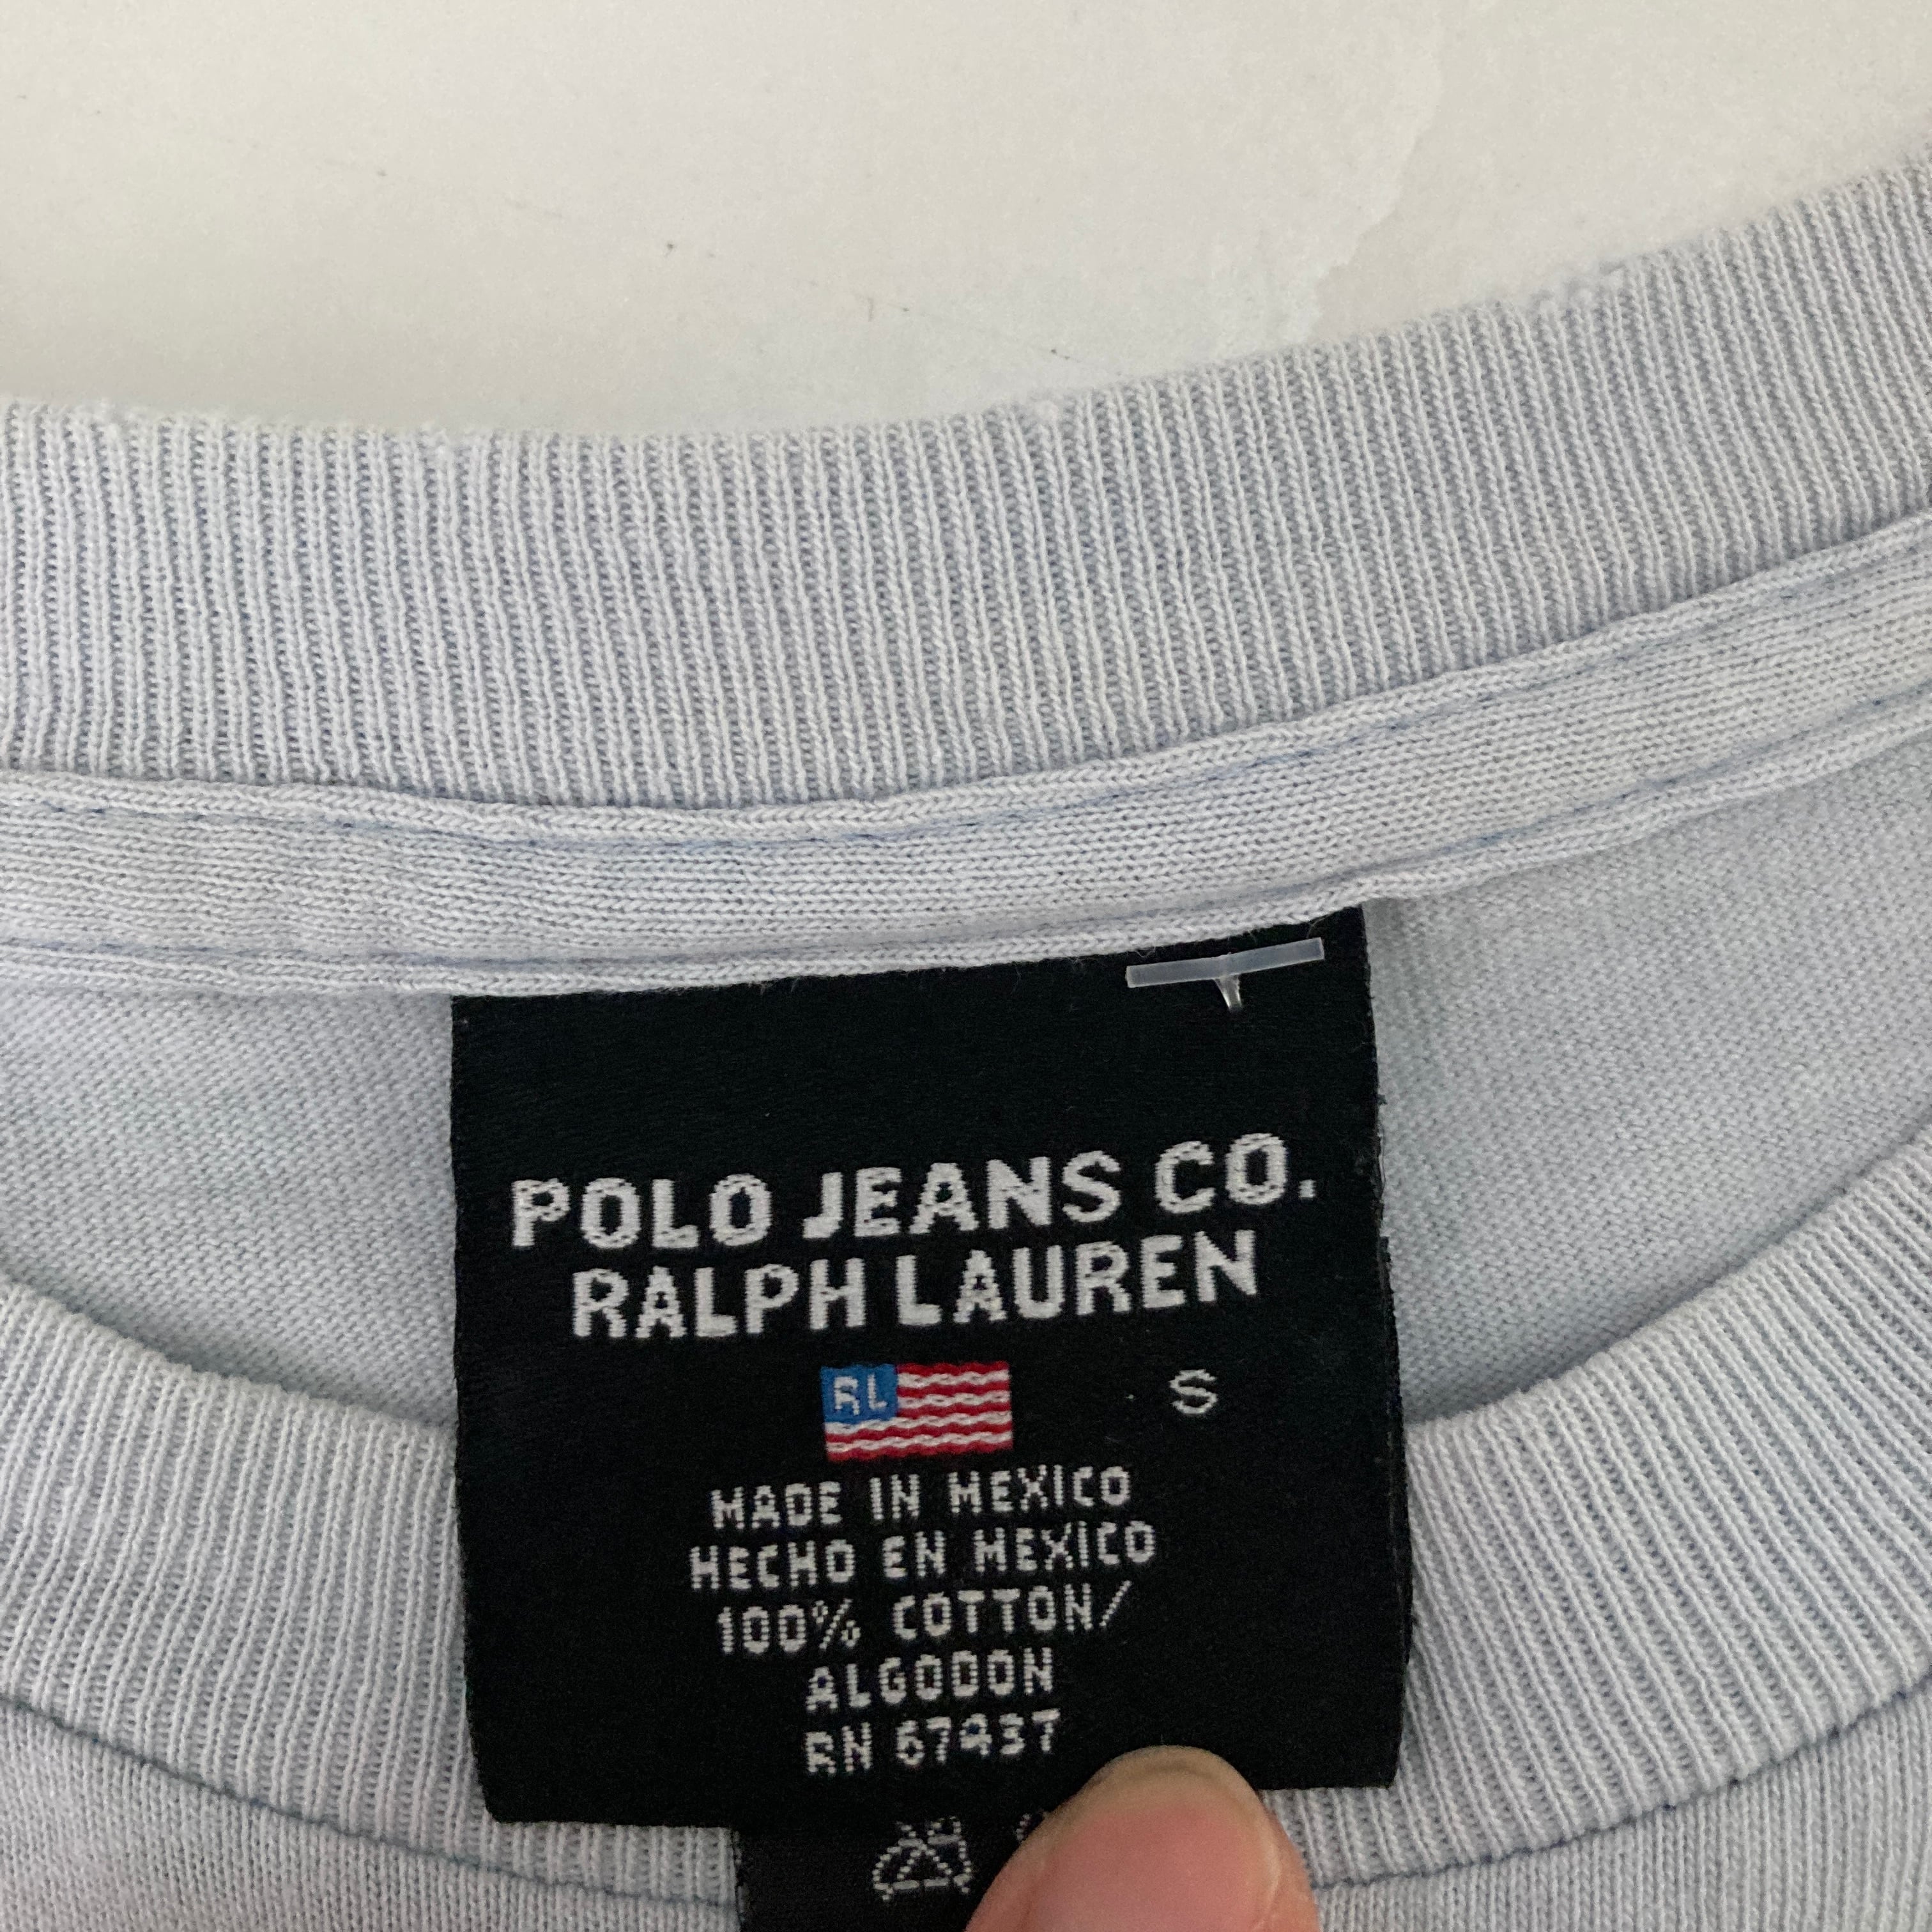 POLO JEANS CO.
RALPH LAUREN
RL
S
MADE IN MEXICO
HECHO EN MEXICO
100% COTTON/
ALGODON
RN 67437